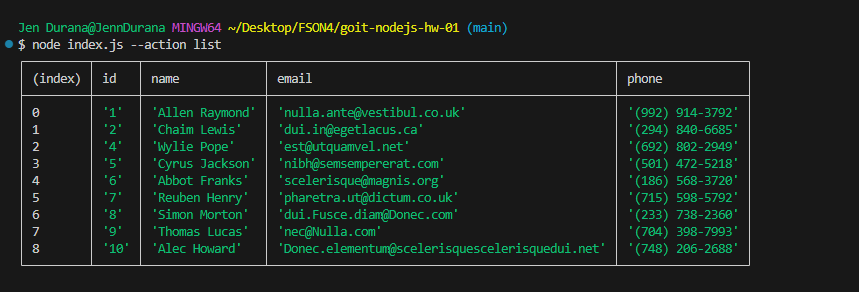 Jen Durana@JennDurana MINGW64 ~/Desktop/FSON4/goit-nodejs-hw-01 (main)
$ node index.js --action list
(index) id name email phone
0 '1' 'Allen Raymond' 'nulla.ante@vestibul.co.uk' '(992) 914-3792'
1 '2' 'Chaim Lewis' 'dui.in@egetlacus.ca' '(294) 840-6685'
2 '4' 'Wylie Pope' 'est@utquamvel.net' '(692) 802-2949'
3 '5' 'Cyrus Jackson' 'nibh@semsempererat.com' '(501) 472-5218'
4 '6' 'Abbot Franks' 'scelerisque@magnis.org' '(186) 568-3720'
5 '7' 'Reuben Henry' 'pharetra.ut@dictum.co.uk' '(715) 598-5792'
6 '8' 'Simon Morton' 'dui.Fusce.diam@Donec.com' '(233) 738-2360'
7 '9' 'Thomas Lucas' 'nec@Nulla.com' '(704) 398-7993'
8 '10' 'Alec Howard' 'Donec.elementum@scelerisquescelerisquedui.net' '(748) 206-2688'